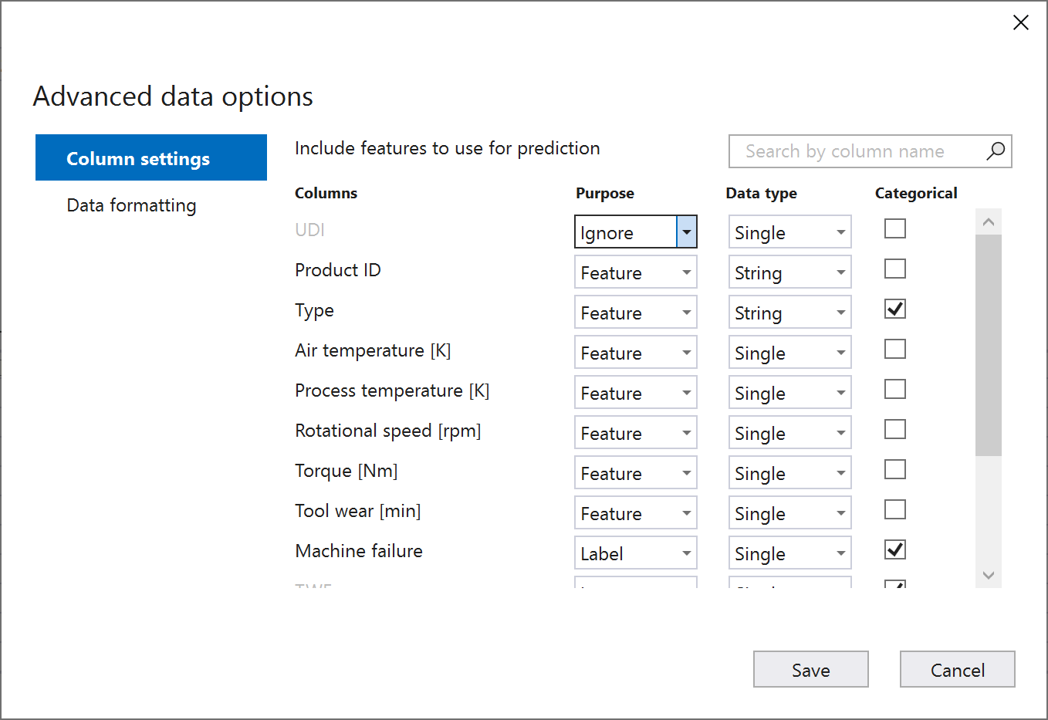 Advanced data options
Column settings
Data formatting
Include features to use for prediction
Search by column name
Columns Purpose Data type Categorical
UDI Ignore Single
Product ID Feature String
Type Feature String
Air temperature [K] Feature Single
Process temperature [K] Feature Single
Rotational speed [rpm] Feature Single
Torque [Nm] Feature Single
Tool wear [min] Feature Single
Machine failure Label Single
Save Cancel